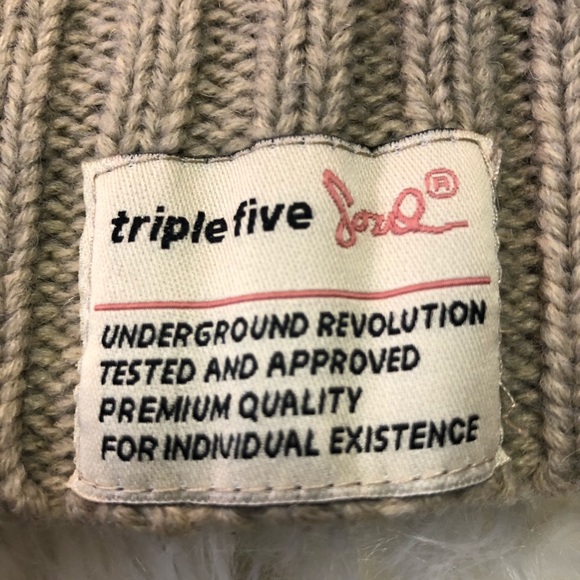 triplefive Soul®
UNDERGROUND REVOLUTION
TESTED AND APPROVED
PREMIUM QUALITY
FOR INDIVIDUAL EXISTENCE